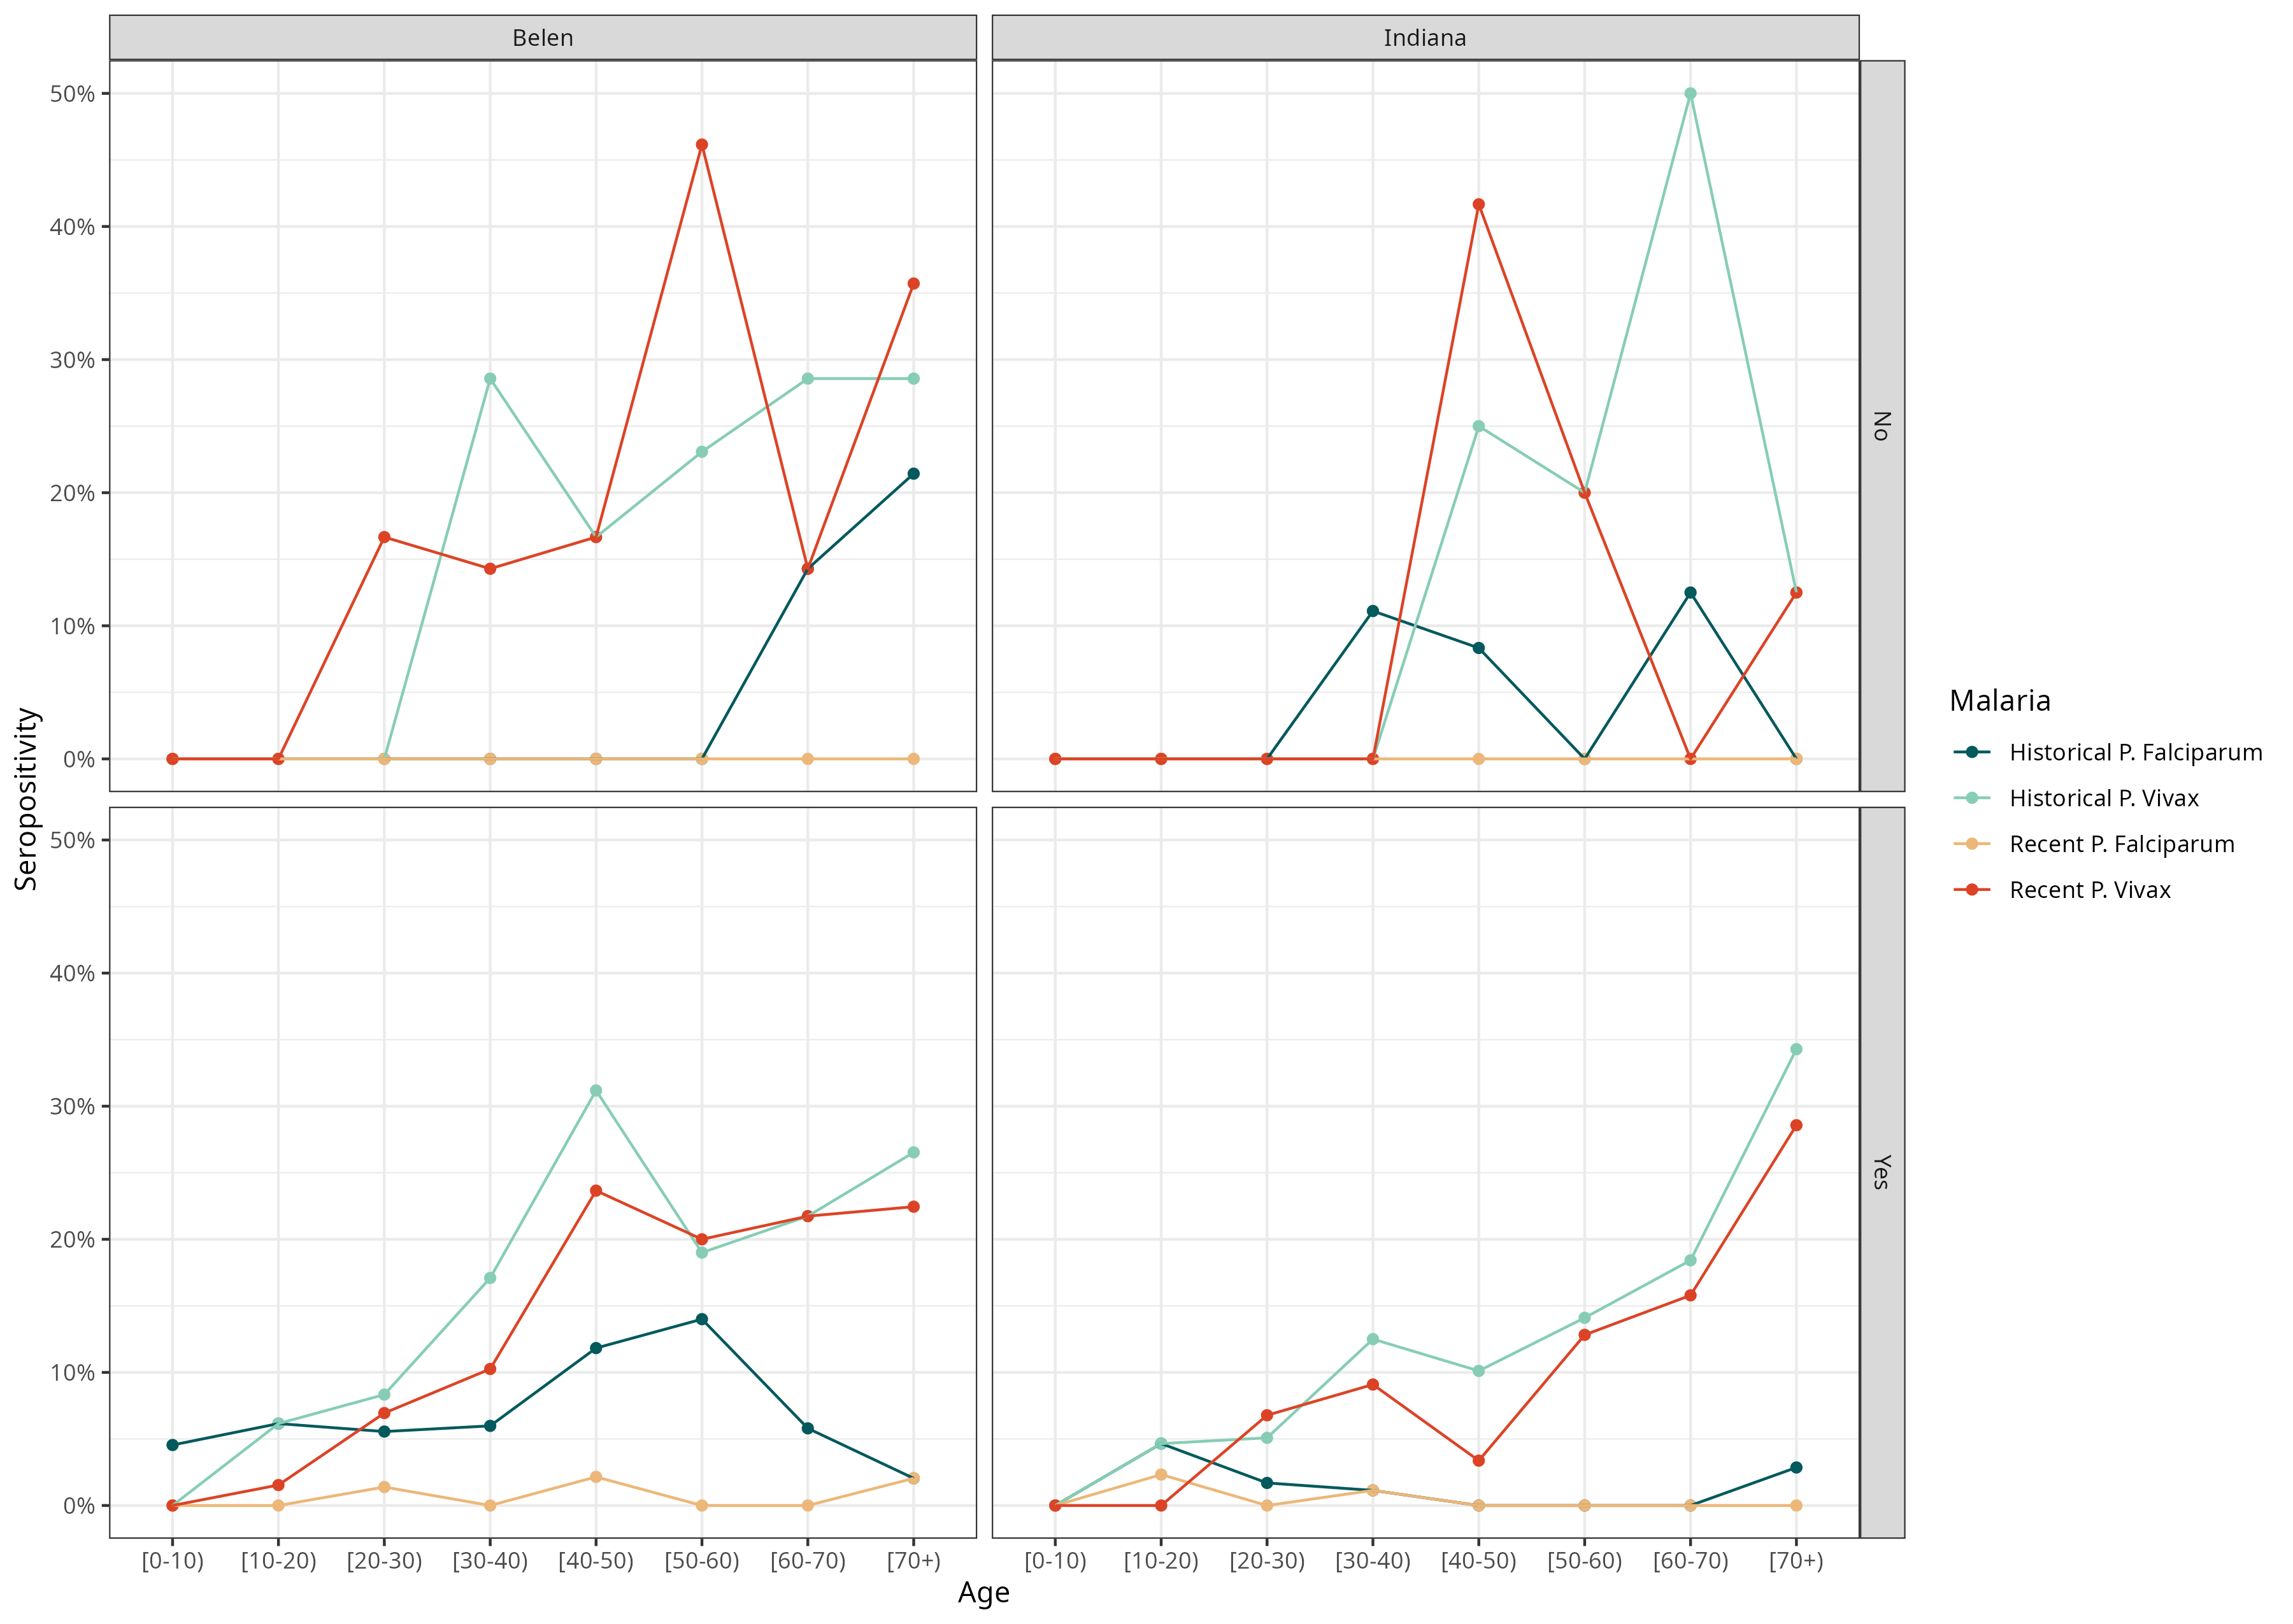 Belen
Indiana
50%
40%
30%
20%
10%
0%
No
50%
40%
30%
20%
10%
0%
Yes
Seropositivity
[0-10)
[10-20)
[20-30)
[30-40)
[40-50)
[50-60)
[60-70)
[70+)
[0-10)
[10-20)
[20-30)
[30-40)
[40-50)
[50-60)
[60-70)
[70+)
Age
Malaria
Historical P. Falciparum
Historical P. Vivax
Recent P. Falciparum
Recent P. Vivax